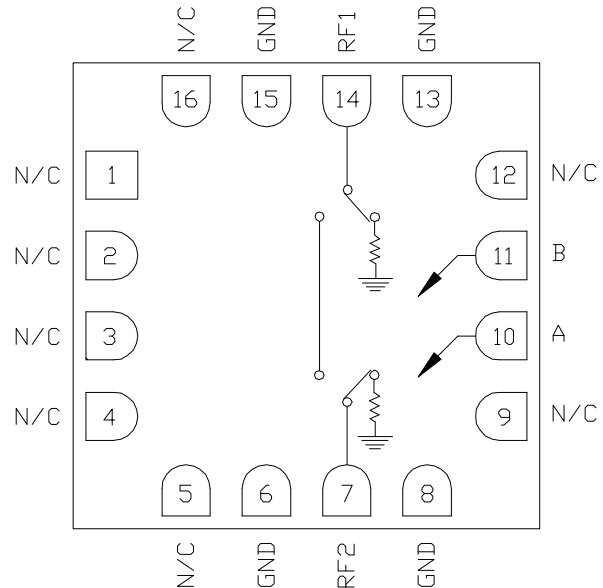 N/C
GND
RF1
GND
16
15
14
13
N/C 1
12 N/C
N/C 2
11 B
N/C 3
10 A
N/C 4
9 N/C
5
6
7
8
N/C
GND
RF2
GND